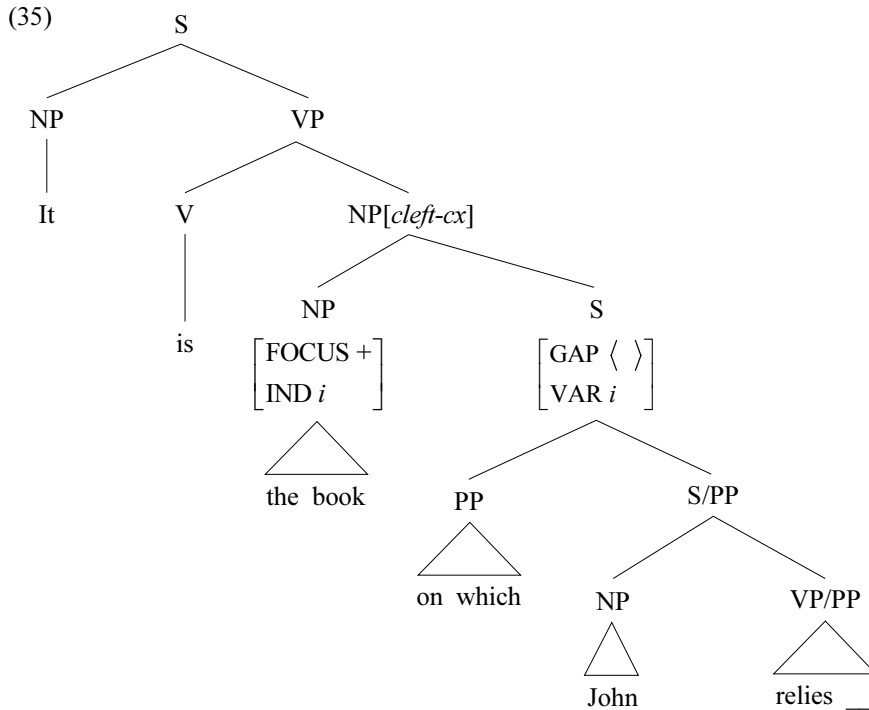 (35)
S
NP VP
It V NP[cleft-cx]
is NP S
[FOCUS +
IND i]
[GAP ⟨ ⟩
VAR i]
the book PP S/PP
on which NP VP/PP
John relies __